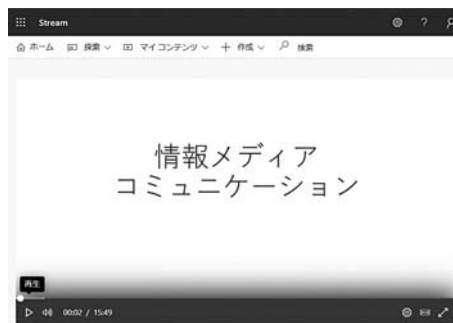 Stream
?
ホーム 探索 マイコンテンツ 作成 検索
情報メディア
コミュニケーション
再生
00:02 / 15:49